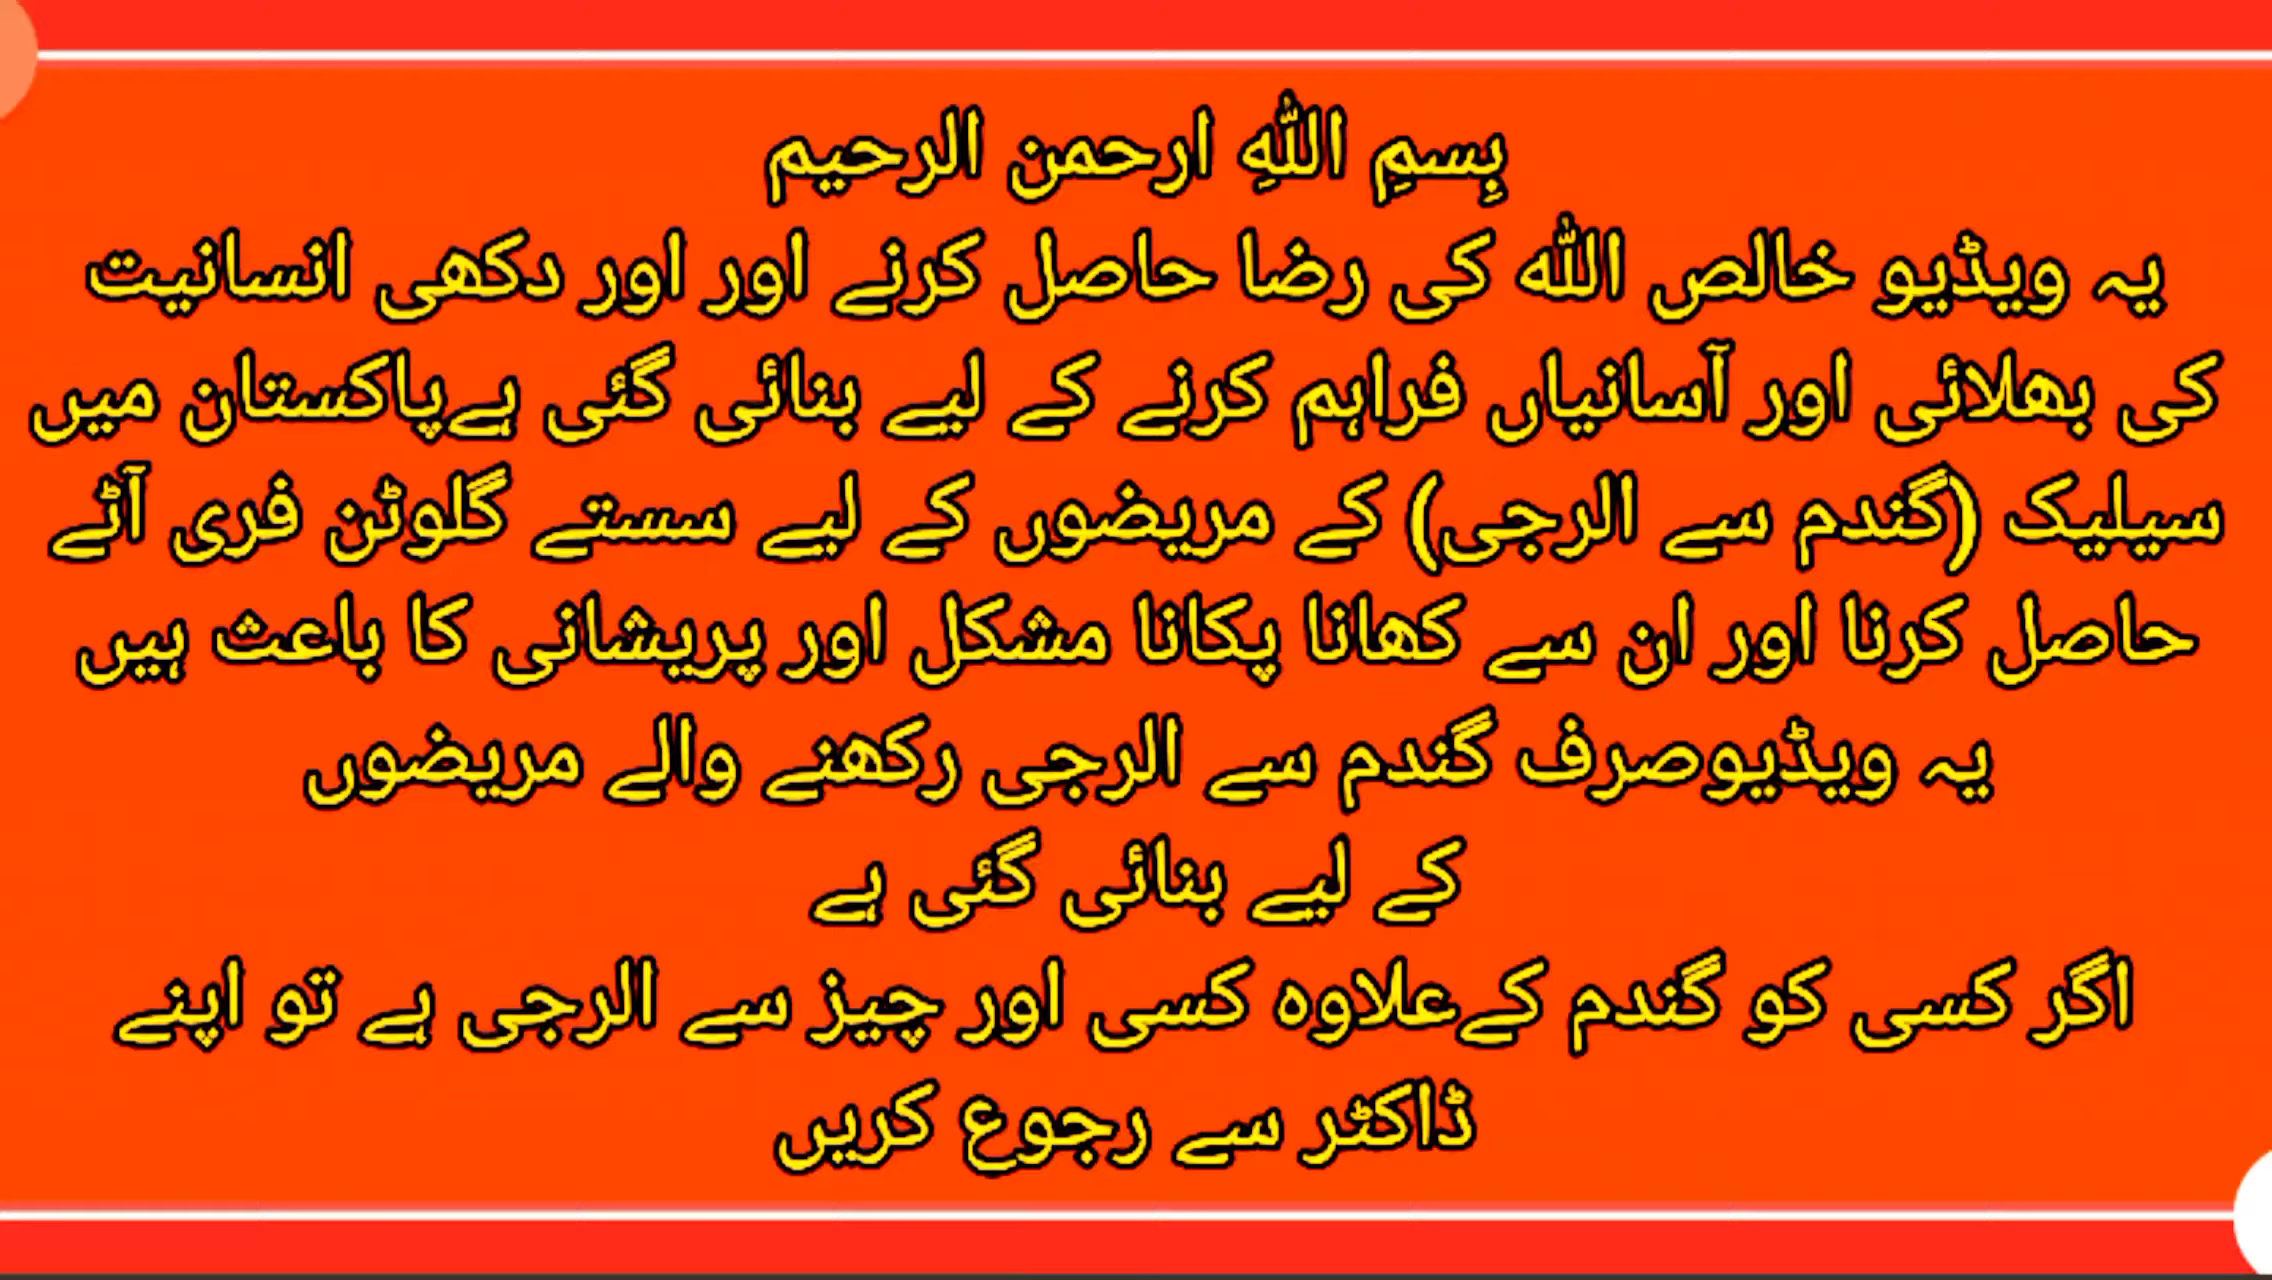 بِسمِ اللّٰهِ ارحمن الرحیم
یہ ویڈیو خالص اللّٰہ کی رضا حاصل کرنے اور اور دکھی انسانیت
کی بھلائی اور آسانیاں فراہم کرنے کے لیے بنائی گئی ہےپاکستان میں
سیلیک (گندم سے الرجی) کے مریضوں کے لیے سستے گلوٹن فری آٹے
حاصل کرنا اور ان سے کھانا پکانا مشکل اور پریشانی کا باعث ہیں
یہ ویڈیوصرف گندم سے الرجی رکھنے والے مریضوں
کے لیے بنائی گئی ہے
اگر کسی کو گندم کےعلاوہ کسی اور چیز سے الرجی ہے تو اپنے
ڈاکٹر سے رجوع کریں